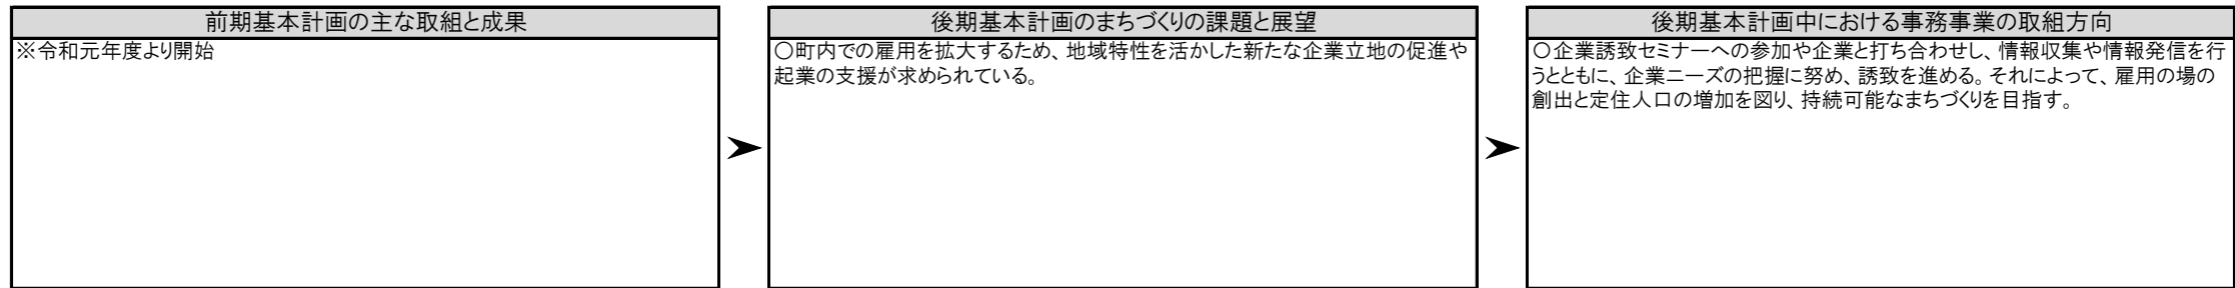 前期基本計画の主な取組と成果
※令和元年度より開始
後期基本計画のまちづくりの課題と展望
○町内での雇用を拡大するため、地域特性を活かした新たな企業立地の促進や
起業の支援が求められている。
後期基本計画中における事務事業の取組方向
○企業誘致セミナーへの参加や企業と打ち合わせし、情報収集や情報発信を行
うとともに、企業ニーズの把握に努め、誘致を進める。それによって、雇用の場の
創出と定住人口の増加を図り、持続可能なまちづくりを目指す。